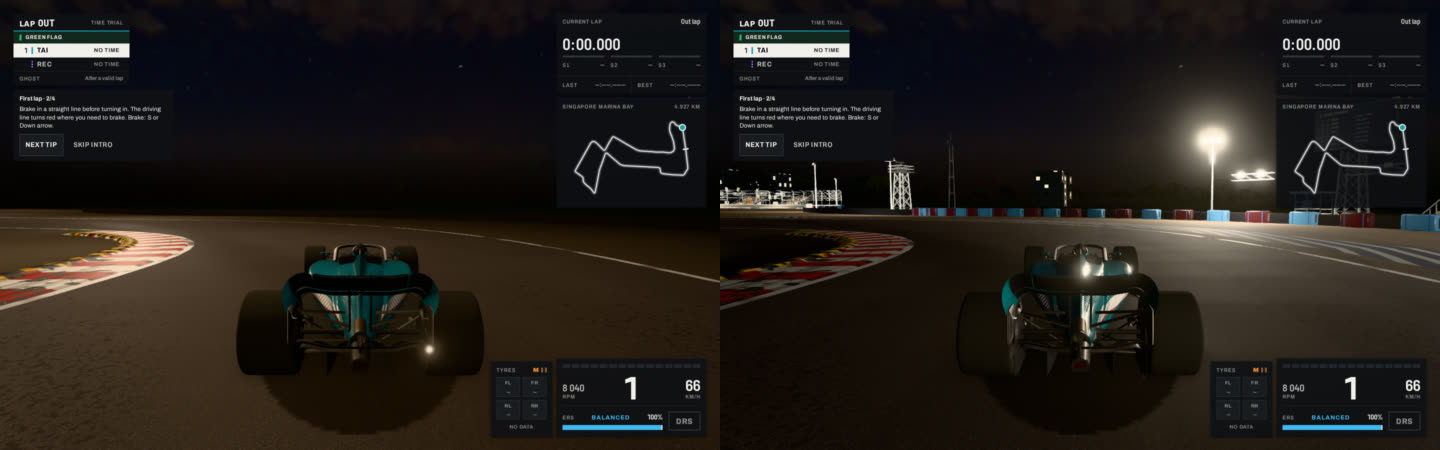 LAP OUT TIME TRIAL
GREEN FLAG
1 TAI NO TIME
REC NO TIME
GHOST After a valid lap
First lap · 2/4
Brake in a straight line before turning in. The driving
line turns red where you need to brake. Brake: S or
Down arrow.
NEXT TIP SKIP INTRO
CURRENT LAP Out lap
0:00.000
S1 – S2 – S3 –
LAST –:––.––– BEST –:––.–––
SINGAPORE MARINA BAY 4.927 KM
TYRES M
FL FR
– –
RL RR
– –
NO DATA
8 040 1 66
RPM KM/H
ERS BALANCED 100% DRS
LAP OUT TIME TRIAL
GREEN FLAG
1 TAI NO TIME
REC NO TIME
GHOST After a valid lap
First lap · 2/4
Brake in a straight line before turning in. The driving
line turns red where you need to brake. Brake: S or
Down arrow.
NEXT TIP SKIP INTRO
CURRENT LAP Out lap
0:00.000
S1 – S2 – S3 –
LAST –:––.––– BEST –:––.–––
SINGAPORE MARINA BAY 4.927 KM
TYRES M
FL FR
– –
RL RR
– –
NO DATA
8 040 1 66
RPM KM/H
ERS BALANCED 100% DRS